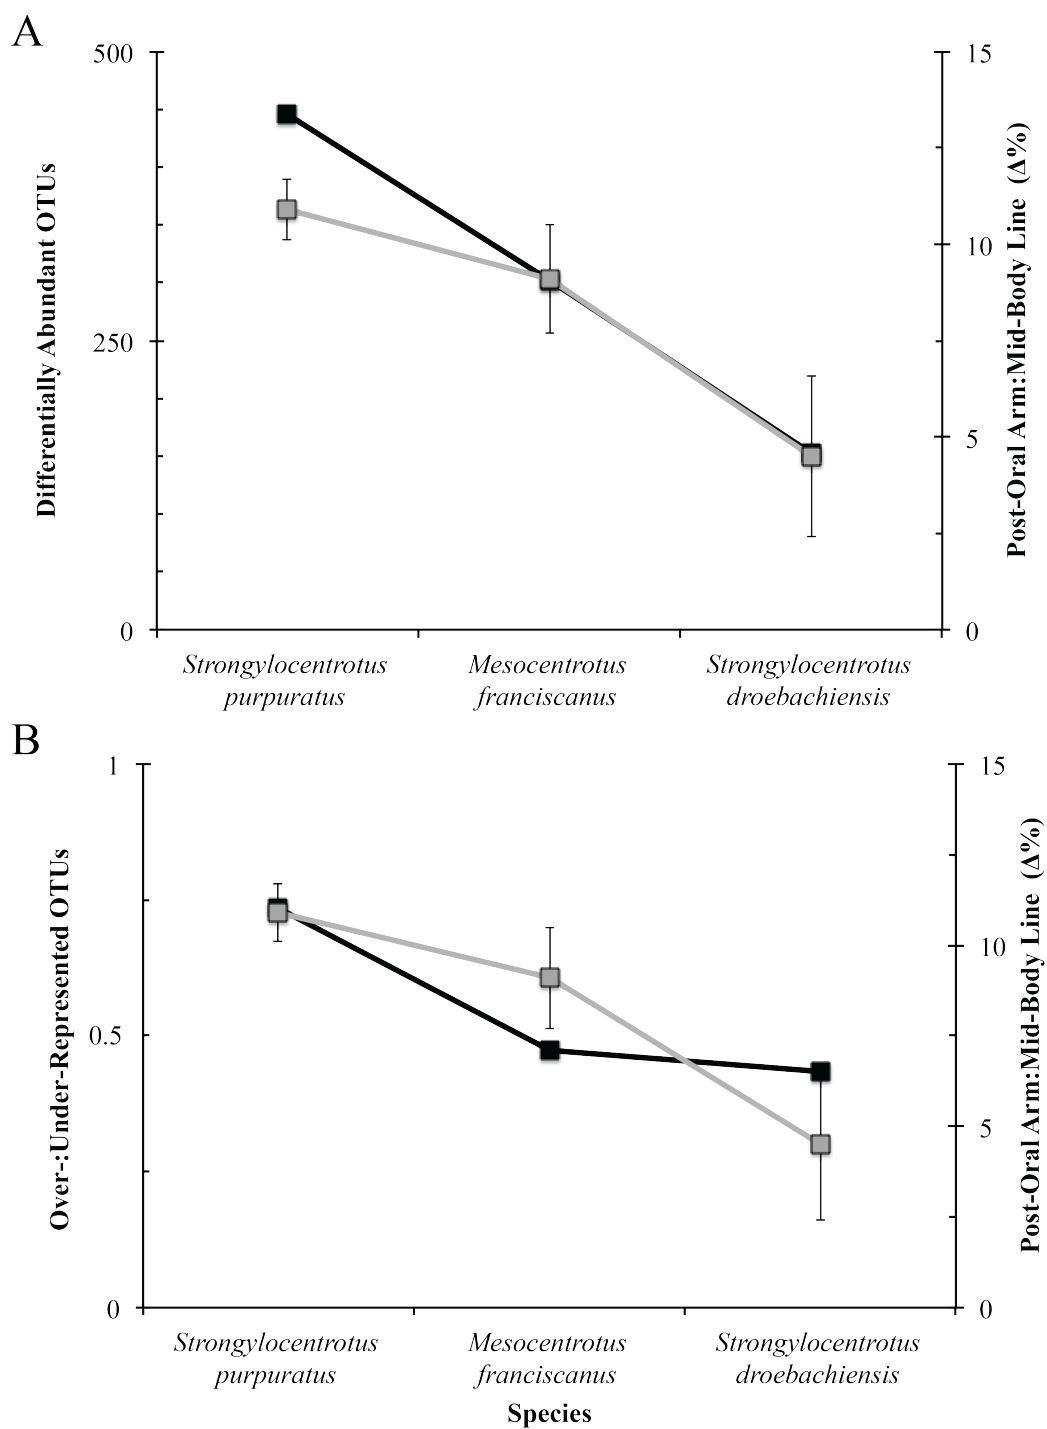 A
500
250
0
Differentially Abundant OTUs
15
10
5
0
Post-Oral Arm:Mid-Body Line (Δ%)
Strongylocentrotus
purpuratus
Mesocentrotus
franciscanus
Strongylocentrotus
droebachiensis
B
1
0.5
0
Over-:Under-Represented OTUs
15
10
5
0
Post-Oral Arm:Mid-Body Line (Δ%)
Strongylocentrotus
purpuratus
Mesocentrotus
franciscanus
Strongylocentrotus
droebachiensis
Species